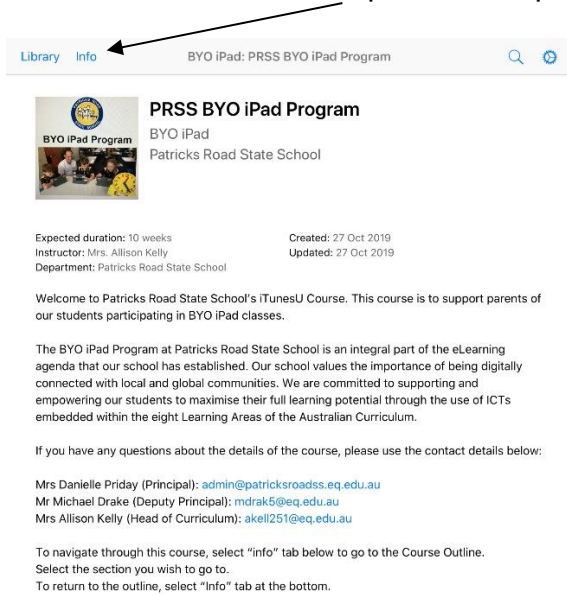 Library Info BYO iPad: PRSS BYO iPad Program
BYO iPad Program
PRSS BYO iPad Program
BYO iPad
Patricks Road State School
Expected duration: 10 weeks Created: 27 Oct 2019
Instructor: Mrs. Allison Kelly Updated: 27 Oct 2019
Department: Patricks Road State School
Welcome to Patricks Road State School's iTunesU Course. This course is to support parents of
our students participating in BYO iPad classes.
The BYO iPad Program at Patricks Road State School is an integral part of the eLearning
agenda that our school has established. Our school values the importance of being digitally
connected with local and global communities. We are committed to supporting and
empowering our students to maximise their full learning potential through the use of ICTs
embedded within the eight Learning Areas of the Australian Curriculum.
If you have any questions about the details of the course, please use the contact details below:
Mrs Danielle Priday (Principal): admin@patricksroadss.eq.edu.au
Mr Michael Drake (Deputy Principal): mdrak5@eq.edu.au
Mrs Allison Kelly (Head of Curriculum): akell251@eq.edu.au
To navigate through this course, select "info" tab below to go to the Course Outline.
Select the section you wish to go to.
To return to the outline, select "Info" tab at the bottom.